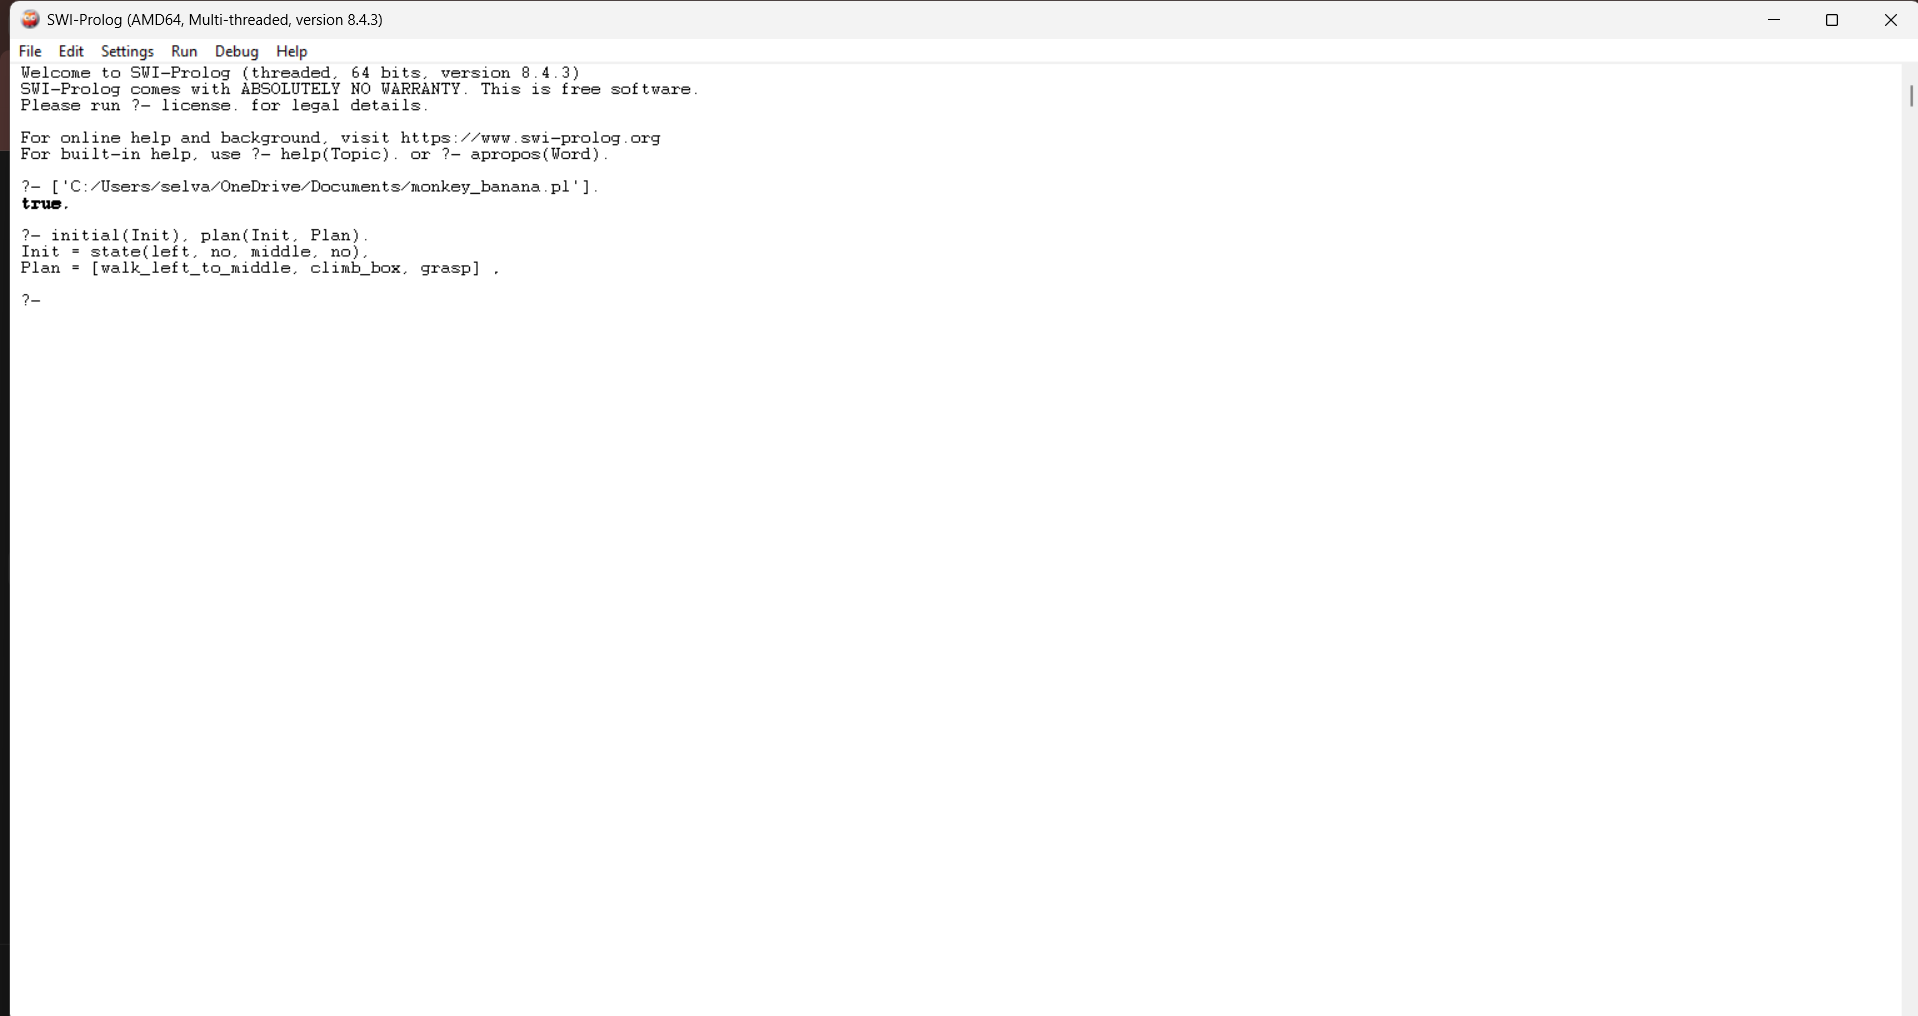 SWI-Prolog (AMD64, Multi-threaded, version 8.4.3)
File Edit Settings Run Debug Help
Welcome to SWI-Prolog (threaded, 64 bits, version 8.4.3)
SWI-Prolog comes with ABSOLUTELY NO WARRANTY. This is free software.
Please run ?- license. for legal details.
For online help and background, visit https://www.swi-prolog.org
For built-in help, use ?- help(Topic). or ?- apropos(Word).
?- ['C:/Users/selva/OneDrive/Documents/monkey_banana.pl'].
true.
?- initial(Init), plan(Init, Plan).
Init = state(left, no, middle, no),
Plan = [walk_left_to_middle, climb_box, grasp] .
?-